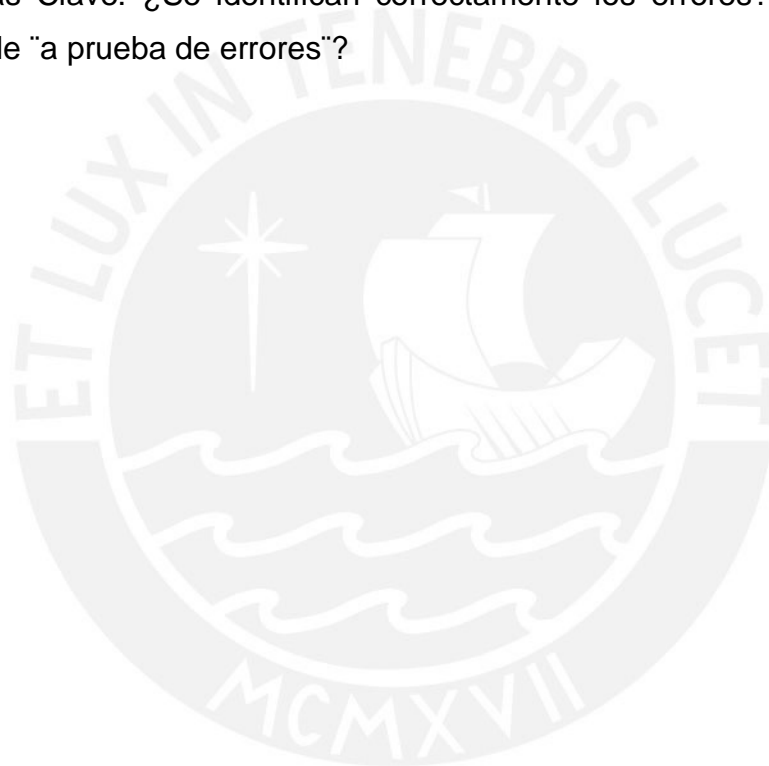 as Clave: ¿Se identifican correctamente los errores?
le ¨a prueba de errores¨?
ET LUX IN TENEBRIS LUCET
MCMXVII